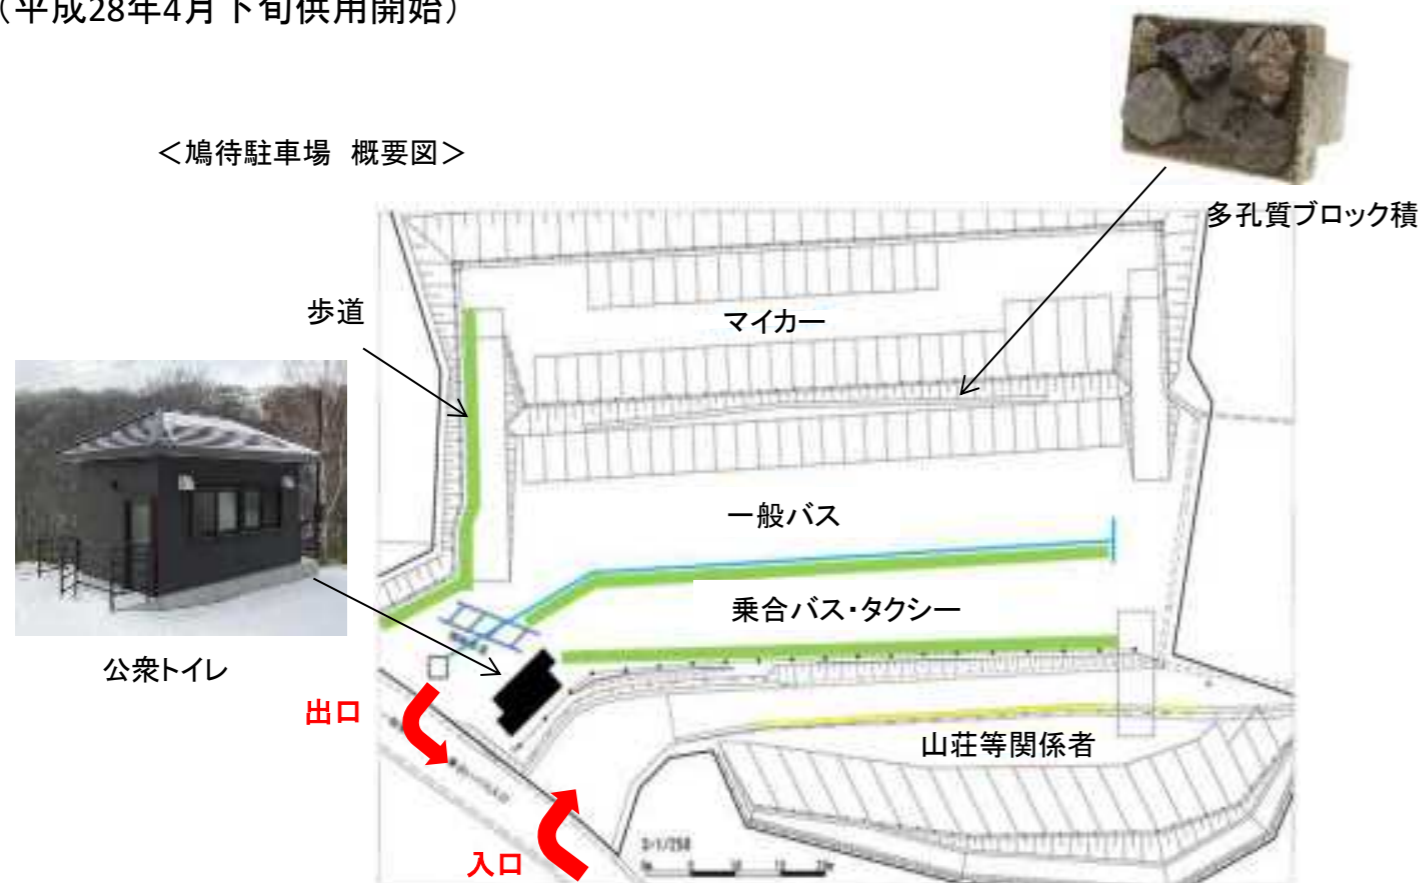 （平成28年4月下旬供用開始）
＜鳩待駐車場　概要図＞
多孔質ブロック積
歩道
マイカー
一般バス
乗合バス・タクシー
公衆トイレ
出口
山荘等関係者
S=1/250
入口